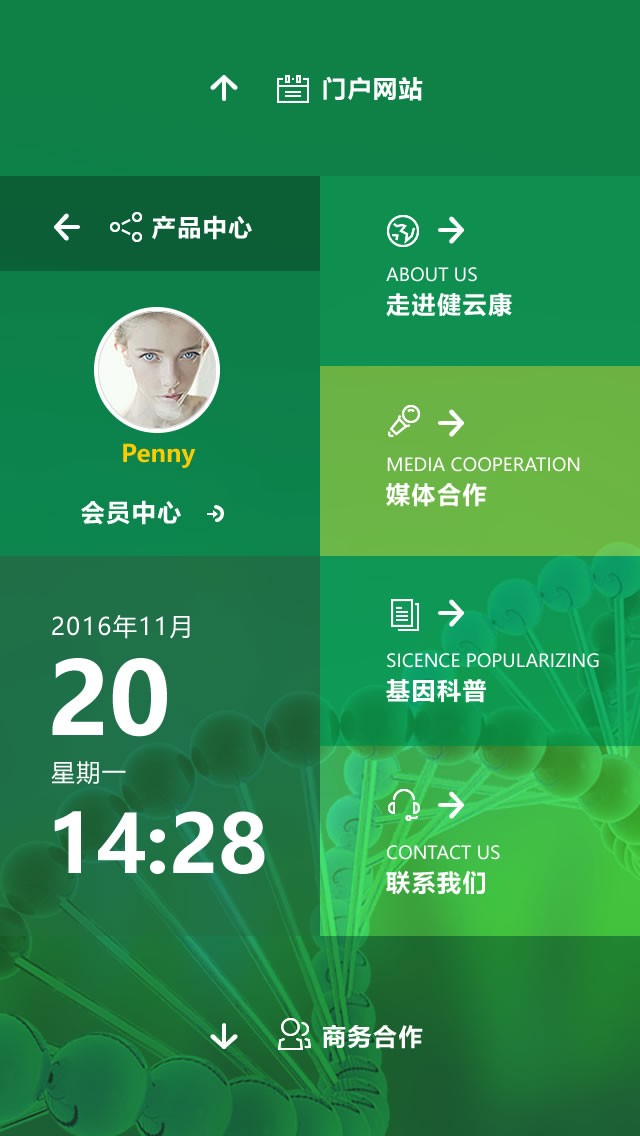 门户网站
产品中心
Penny
会员中心
2016年11月
20
星期一
14:28
ABOUT US
走进健云康
MEDIA COOPERATION
媒体合作
SICENCE POPULARIZING
基因科普
CONTACT US
联系我们
商务合作